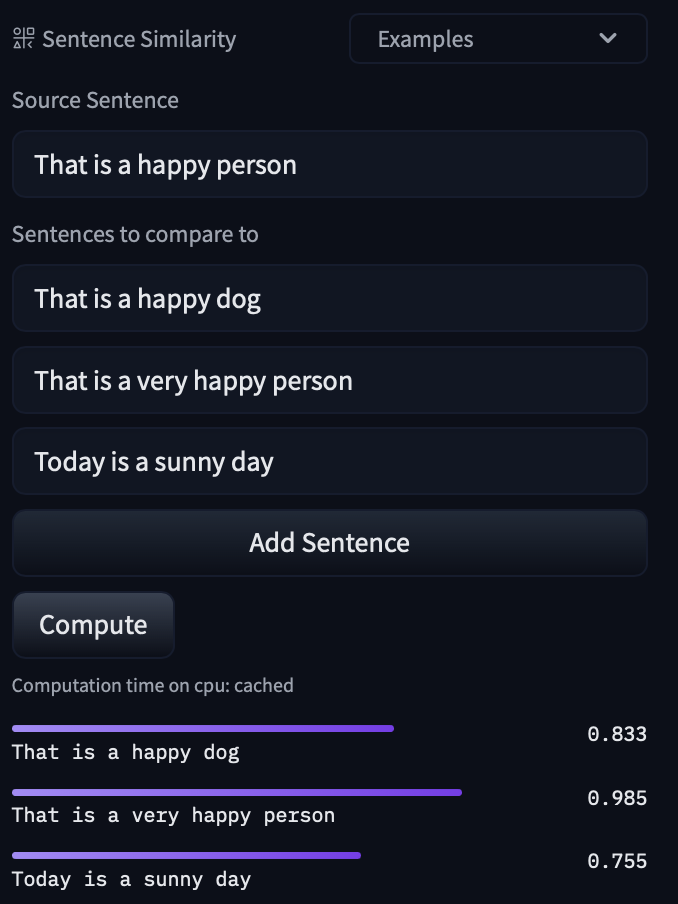 Sentence Similarity
Examples
Source Sentence
That is a happy person
Sentences to compare to
That is a happy dog
That is a very happy person
Today is a sunny day
Add Sentence
Compute
Computation time on cpu: cached
0.833
That is a happy dog
0.985
That is a very happy person
0.755
Today is a sunny day